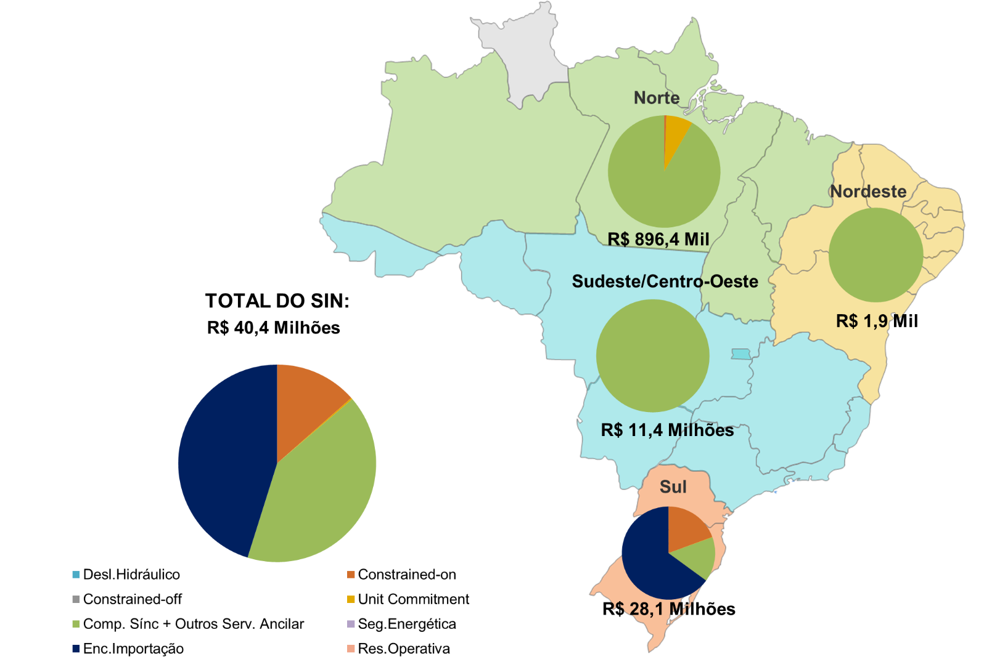 Norte
R$ 896,4 Mil
Nordeste
R$ 1,9 Mil
Sudeste/Centro-Oeste
R$ 11,4 Milhões
TOTAL DO SIN:
R$ 40,4 Milhões
Sul
R$ 28,1 Milhões
Desl.Hidráulico
Constrained-on
Constrained-off
Unit Commitment
Comp. Sínc + Outros Serv. Ancilar
Seg.Energética
Enc.Importação
Res.Operativa